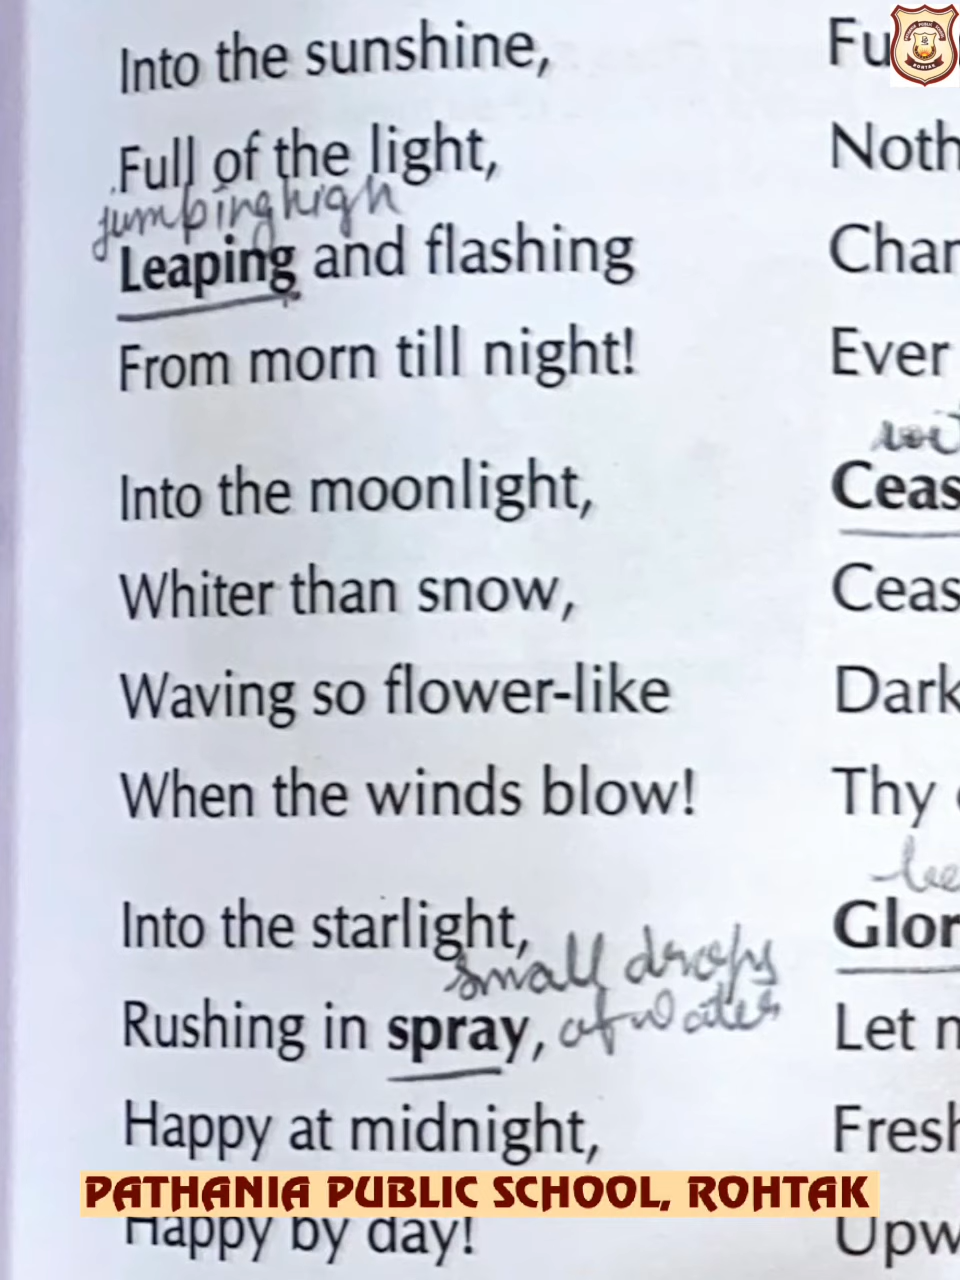 Into the sunshine,
Full of the light,
jumping high
Leaping and flashing
From morn till night!
Into the moonlight,
Whiter than snow,
Waving so flower-like
When the winds blow!
Into the starlight,
small drops
Rushing in spray, of water
Happy at midnight,
Happy by day!
Fu
Noth
Char
Ever
Ceas
Ceas
Dark
Thy
Glor
Let
Fresh
Upw
PATHANIA PUBLIC SCHOOL, ROHTAK